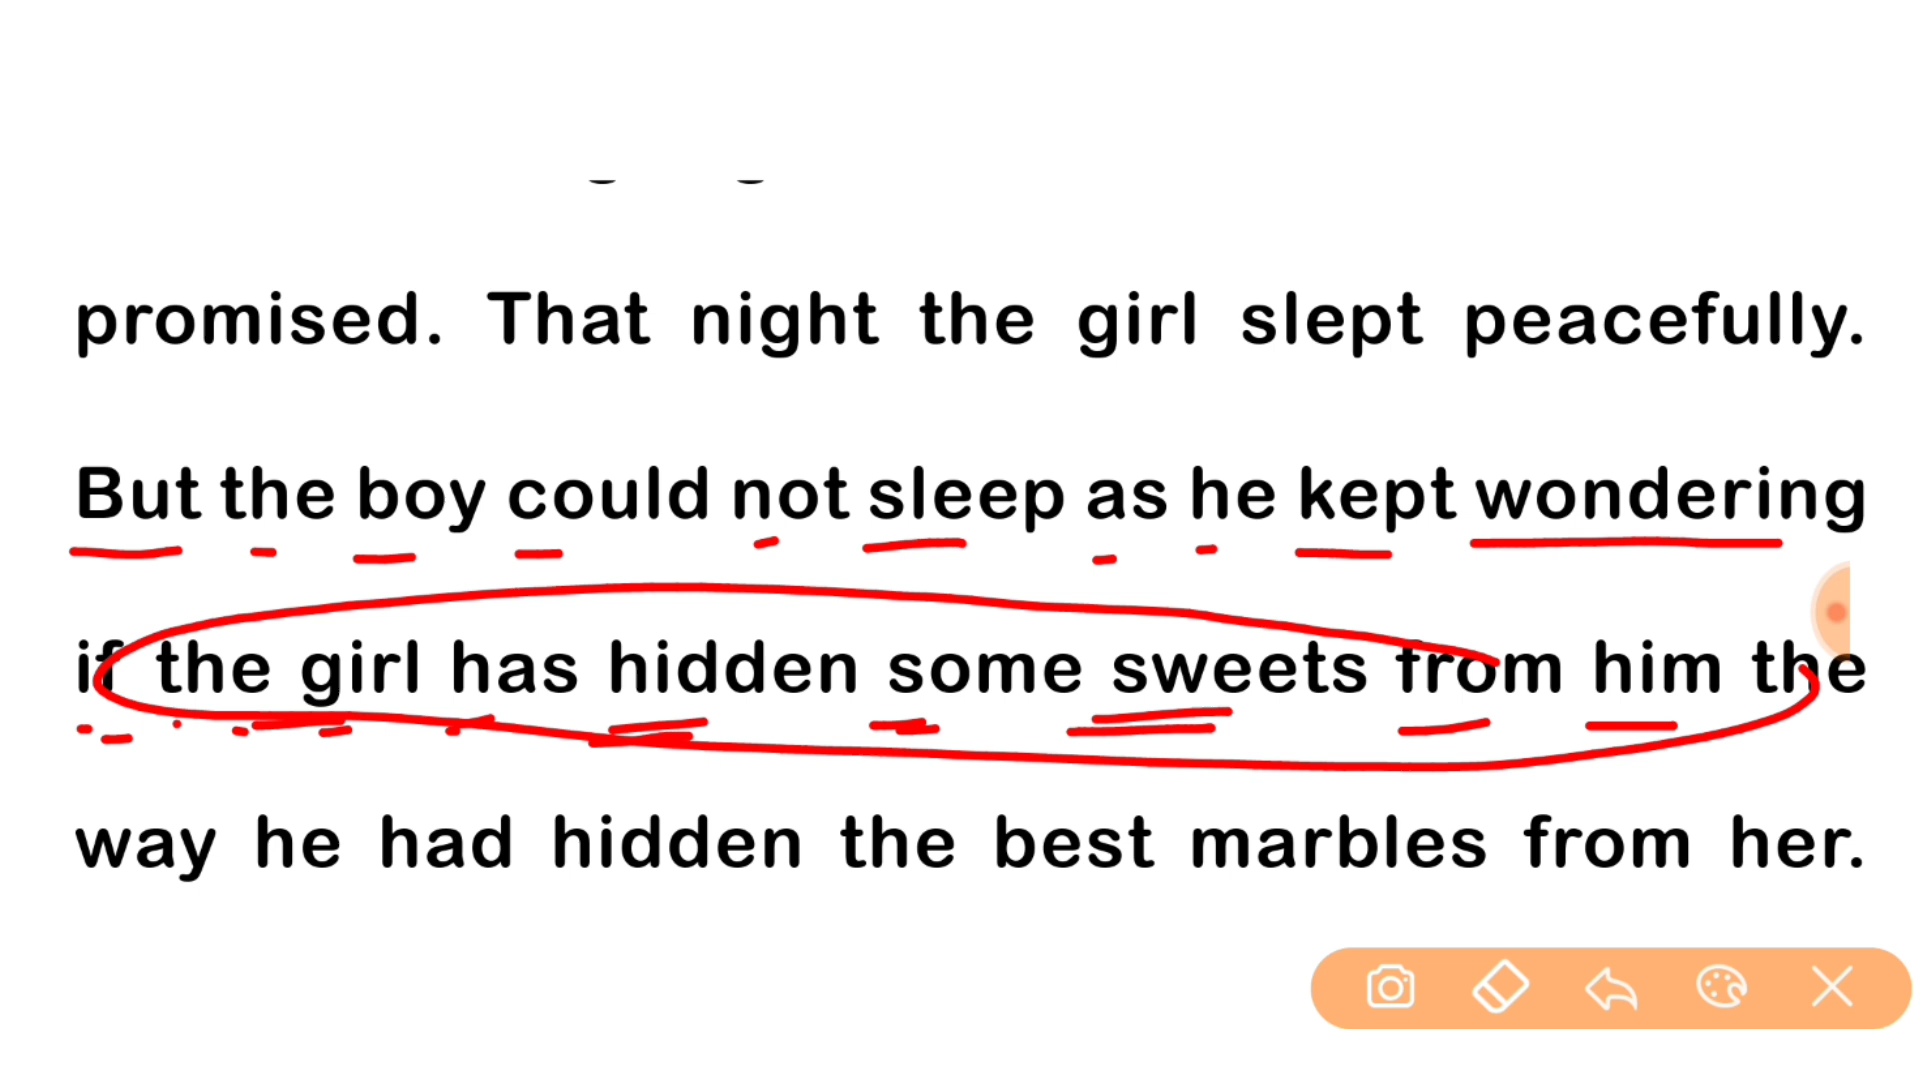 promised. That night the girl slept peacefully.
But the boy could not sleep as he kept wondering
if the girl has hidden some sweets from him the
way he had hidden the best marbles from her.